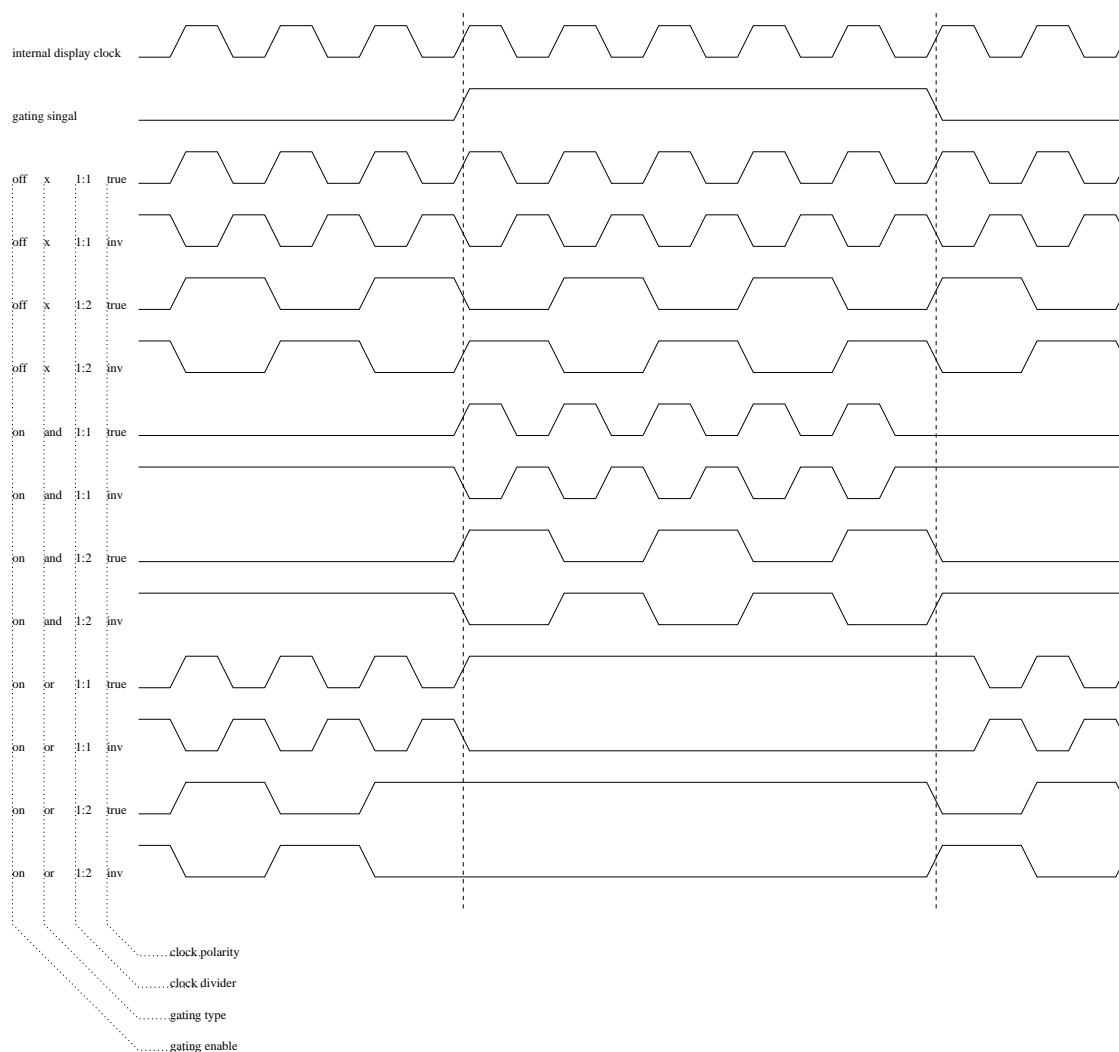 internal display clock
gating singal
off x 1:1 true
off x 1:1 inv
off x 1:2 true
off x 1:2 inv
on and 1:1 true
on and 1:1 inv
on and 1:2 true
on and 1:2 inv
on or 1:1 true
on or 1:1 inv
on or 1:2 true
on or 1:2 inv
clock polarity
clock divider
gating type
gating enable